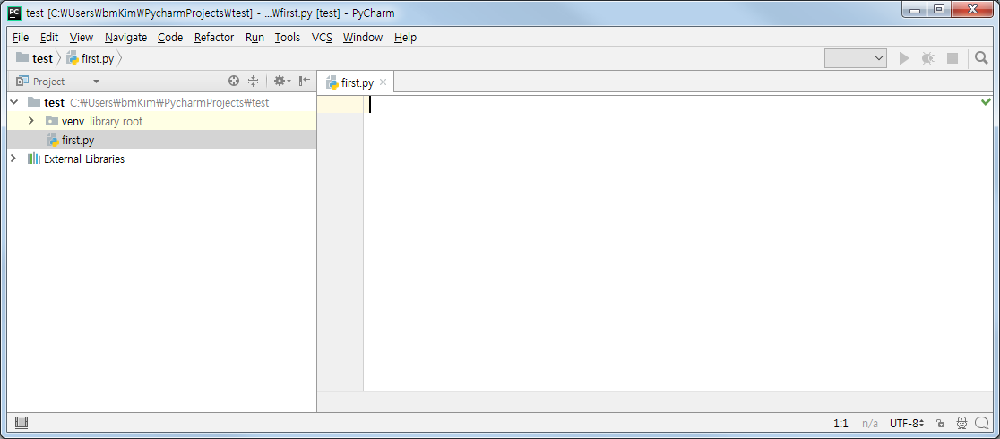 PC test [C:₩Users₩bmKim₩PycharmProjects₩test] - ...₩first.py [test] - PyCharm
File Edit View Navigate Code Refactor Run Tools VCS Window Help
test first.py
Project
first.py
test C:₩Users₩bmKim₩PycharmProjects₩test
venv library root
first.py
External Libraries
1:1 n/a UTF-8